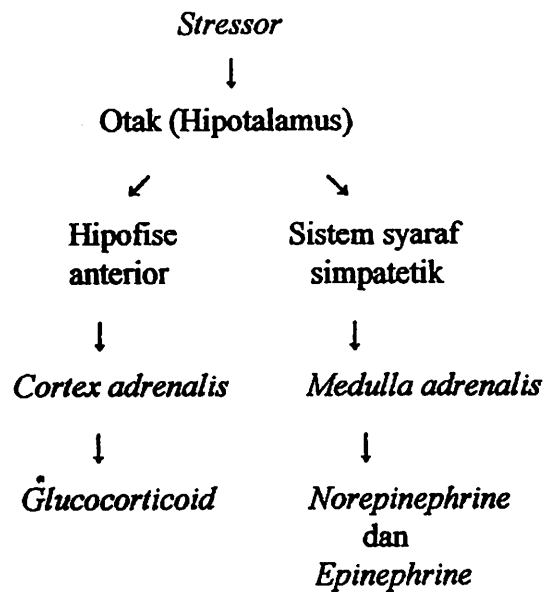 Stressor
↓
Otak (Hipotalamus)
↙ ↘
Hipofise anterior
↓
Cortex adrenalis
↓
Glucocorticoid
Sistem syaraf simpatetik
↓
Medulla adrenalis
↓
Norepinephrine
dan
Epinephrine